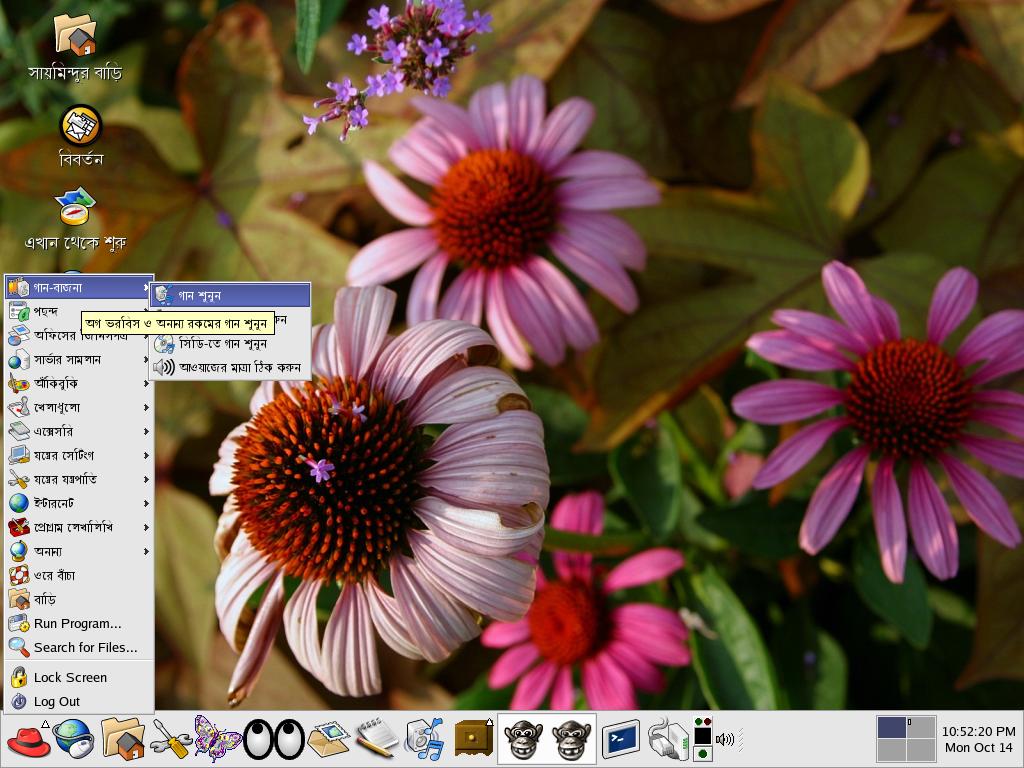 সায়মিন্দুর বাড়ি
বিবর্তন
এখান থেকে শুরু
গান-বাজনা
পছন্দ
অফিসের জিনিসপত্র
সার্ভার সামলান
আঁকিবুকি
খেলাধুলো
এক্সেসরি
যন্ত্রের সেটিংগ
যন্ত্রের যন্ত্রপাতি
ইন্টারনেট
প্রোগ্রাম লেখালিখি
অন্যান্য
ওরে বাঁচা
বাড়ি
Run Program...
Search for Files...
Lock Screen
Log Out
গান শুনুন
অগ ভরবিস ও অন্যান্য রকমের গান শুনুন
সিডি-তে গান শুনুন
আওয়াজের মাত্রা ঠিক করুন
10:52:20 PM
Mon Oct 14